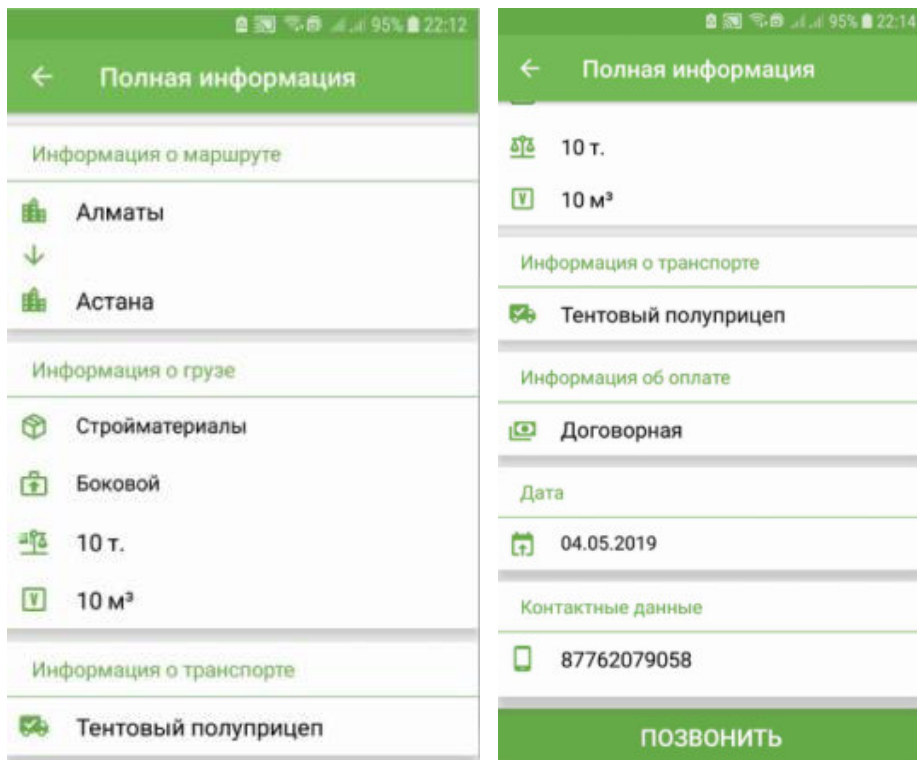 95% 22:12
Полная информация
Информация о маршруте
Алматы
Астана
Информация о грузе
Стройматериалы
Боковой
10 т.
10 м³
Информация о транспорте
Тентовый полуприцеп
95% 22:14
Полная информация
10 т.
10 м³
Информация о транспорте
Тентовый полуприцеп
Информация об оплате
Договорная
Дата
04.05.2019
Контактные данные
87762079058
ПОЗВОНИТЬ